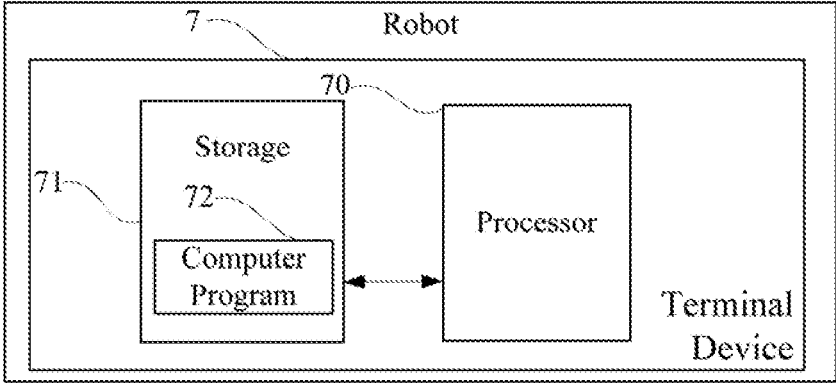 7
Robot
70
Storage
71
72
Processor
Computer
Program
Terminal
Device